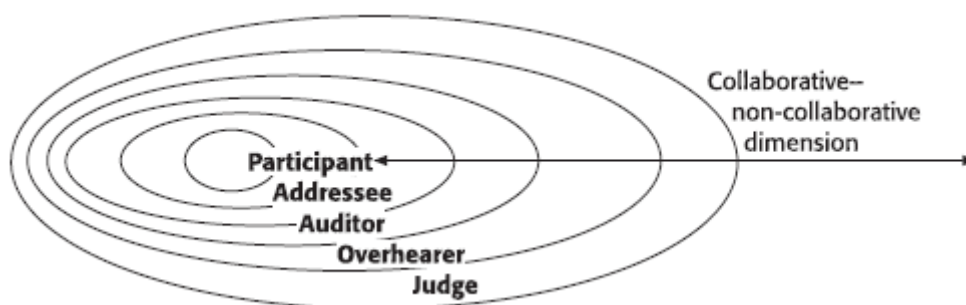 Collaborative–
non-collaborative
dimension
Participant
Addressee
Auditor
Overhearer
Judge